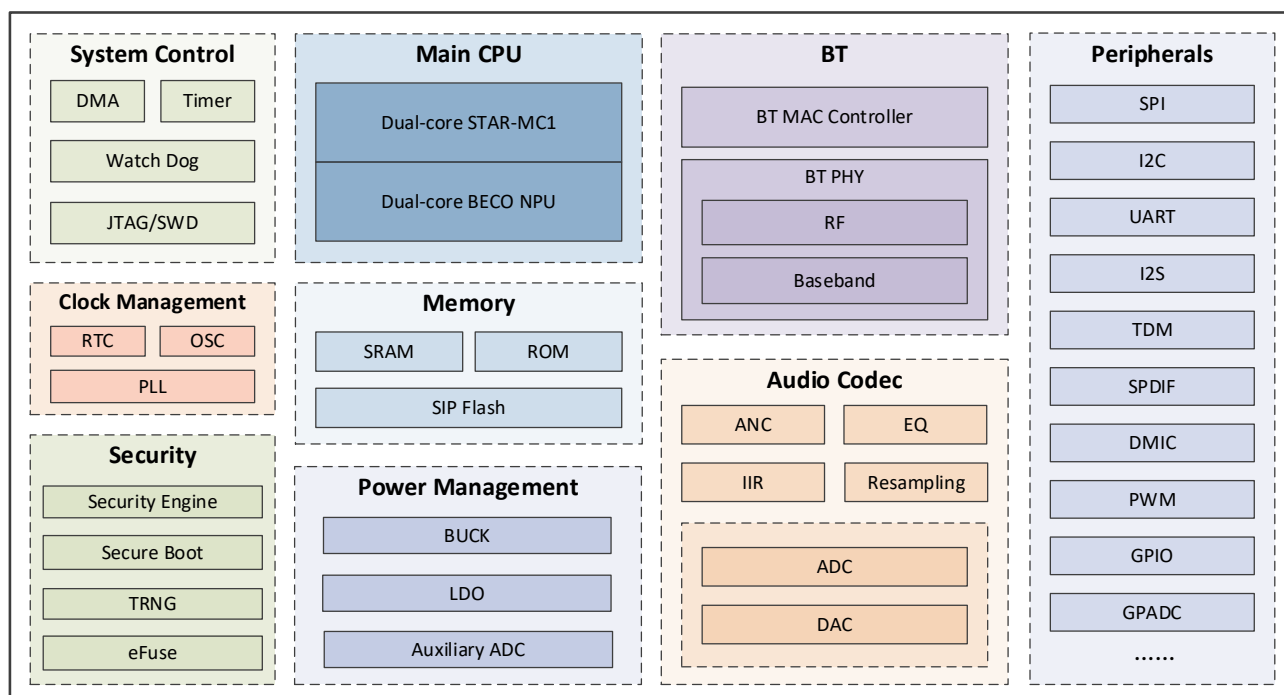 System Control
DMA
Timer
Watch Dog
JTAG/SWD
Clock Management
RTC
OSC
PLL
Security
Security Engine
Secure Boot
TRNG
eFuse
Main CPU
Dual-core STAR-MC1
Dual-core BECO NPU
Memory
SRAM
ROM
SIP Flash
Power Management
BUCK
LDO
Auxiliary ADC
BT
BT MAC Controller
BT PHY
RF
Baseband
Audio Codec
ANC
EQ
IIR
Resampling
ADC
DAC
Peripherals
SPI
I2C
UART
I2S
TDM
SPDIF
DMIC
PWM
GPIO
GPADC
……